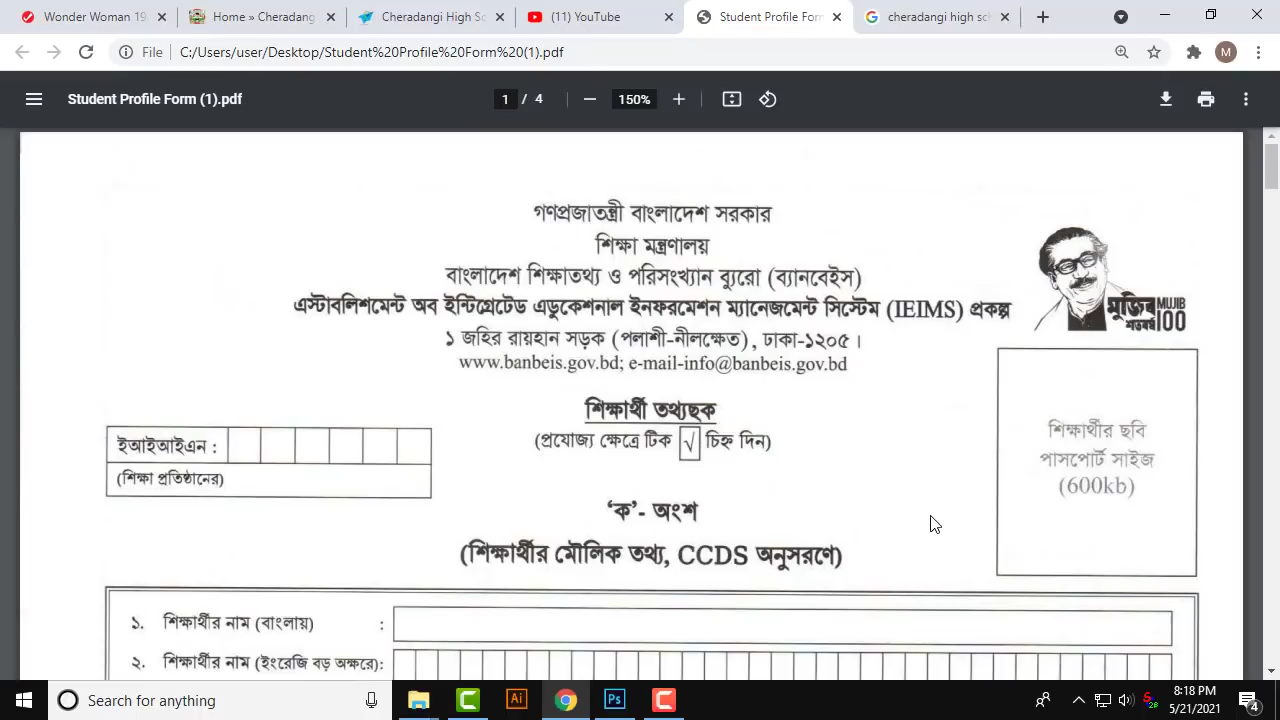 Wonder Woman 19
Home » Cheradang
Cheradangi High Sc
(11) YouTube
Student Profile Form
cheradangi high sch
File
C:/Users/user/Desktop/Student%20Profile%20Form%20(1).pdf
M
Student Profile Form (1).pdf
1 / 4
150%
গণপ্রজাতন্ত্রী বাংলাদেশ সরকার
শিক্ষা মন্ত্রণালয়
বাংলাদেশ শিক্ষাতথ্য ও পরিসংখ্যান ব্যুরো (ব্যানবেইস)
এস্টাবলিশমেন্ট অব ইন্টিগ্রেটেড এডুকেশনাল ইনফরমেশন ম্যানেজমেন্ট সিস্টেম (IEIMS) প্রকল্প
১ জহির রায়হান সড়ক (পলাশী-নীলক্ষেত), ঢাকা-১২০৫।
www.banbeis.gov.bd; e-mail-info@banbeis.gov.bd
মুজিব MUJIB
শতবর্ষ 100
শিক্ষার্থী তথ্যছক
(প্রযোজ্য ক্ষেত্রে টিক √ চিহ্ন দিন)
ইআইআইএন :
(শিক্ষা প্রতিষ্ঠানের)
শিক্ষার্থীর ছবি
পাসপোর্ট সাইজ
(600kb)
‘ক’- অংশ
(শিক্ষার্থীর মৌলিক তথ্য, CCDS অনুসরণে)
১. শিক্ষার্থীর নাম (বাংলায়) :
২. শিক্ষার্থীর নাম (ইংরেজি বড় অক্ষরে):
Search for anything
Ai
Ps
28
8:18 PM
5/21/2021
4